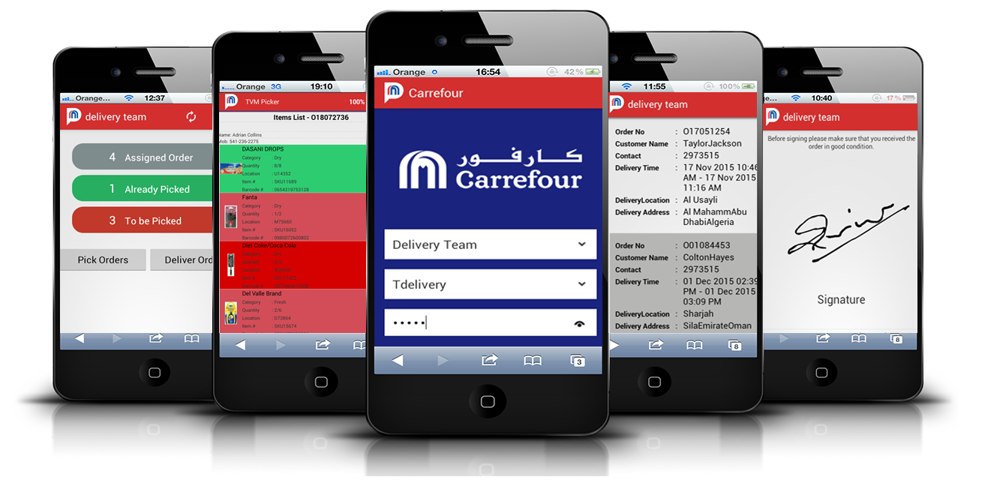 Orange... 12:37
delivery team
4 Assigned Order
1 Already Picked
3 To be Picked
Pick Orders Deliver Ord
Orange 3G 19:10
TVM Picker 100%
Items List - O18072736
Name: Adrian Collins
Mob: 541-236-2275
DASANI DROPS
Category : Dry
Quantity : 8/8
Location : U14352
Item # : SKU11689
Barcode # : 0654319753128
Fanta
Category : Dry
Quantity : 1/2
Location : M75660
Item # : SKU16092
Barcode # : 0980072600802
Diet Coke/Coca-Cola
Del Valle Brand
Category : Fresh
Quantity : 2/6
Location : D73864
Item # : SKU15674
Orange 16:54 42%
Carrefour
كارفور
Carrefour
Delivery Team
Tdelivery
•••••
3
11:55 100%
delivery team
Order No : O17051254
Customer Name : TaylorJackson
Contact : 2973515
Delivery Time : 17 Nov 2015 10:46
AM - 17 Nov 2015
11:16 AM
DeliveryLocation : Al Usayli
Delivery Address : Al MahammAbu
DhabiAlgeria
Order No : O01084453
Customer Name : ColtonHayes
Contact : 2973515
Delivery Time : 01 Dec 2015 02:39
PM - 01 Dec 2015
03:09 PM
DeliveryLocation : Sharjah
Delivery Address : SilaEmirateOman
8
e... 10:40 17%
delivery team
Before signing please make sure that you received the
order in good condition.
Signature
8